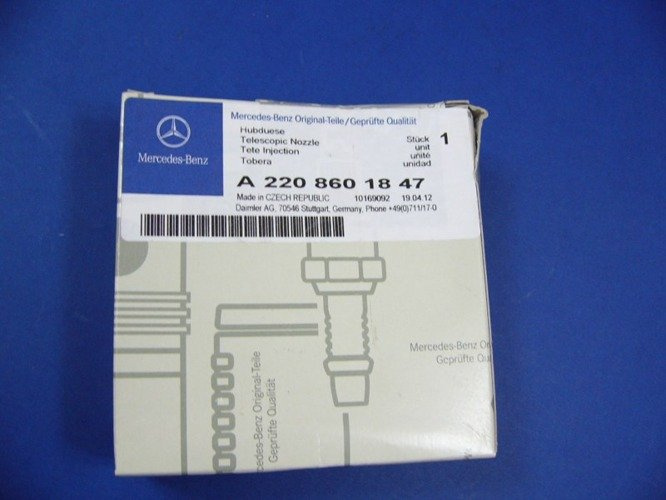 Mercedes-Benz
Mercedes-Benz Original-Teile/Geprüfte Qualität
Hubduese
Telescopic Nozzle
Tete Injection
Tobera
Stück 1
unit
unité
unidad
A 220 860 18 47
Made in CZECH REPUBLIC 10169092 19.04.12
Daimler AG, 70546 Stuttgart, Germany, Phone +49(0)711/17-0
Mercedes-Benz
Geprüfte
cedes-Benz Original-Teile
Geprüfte Qualität